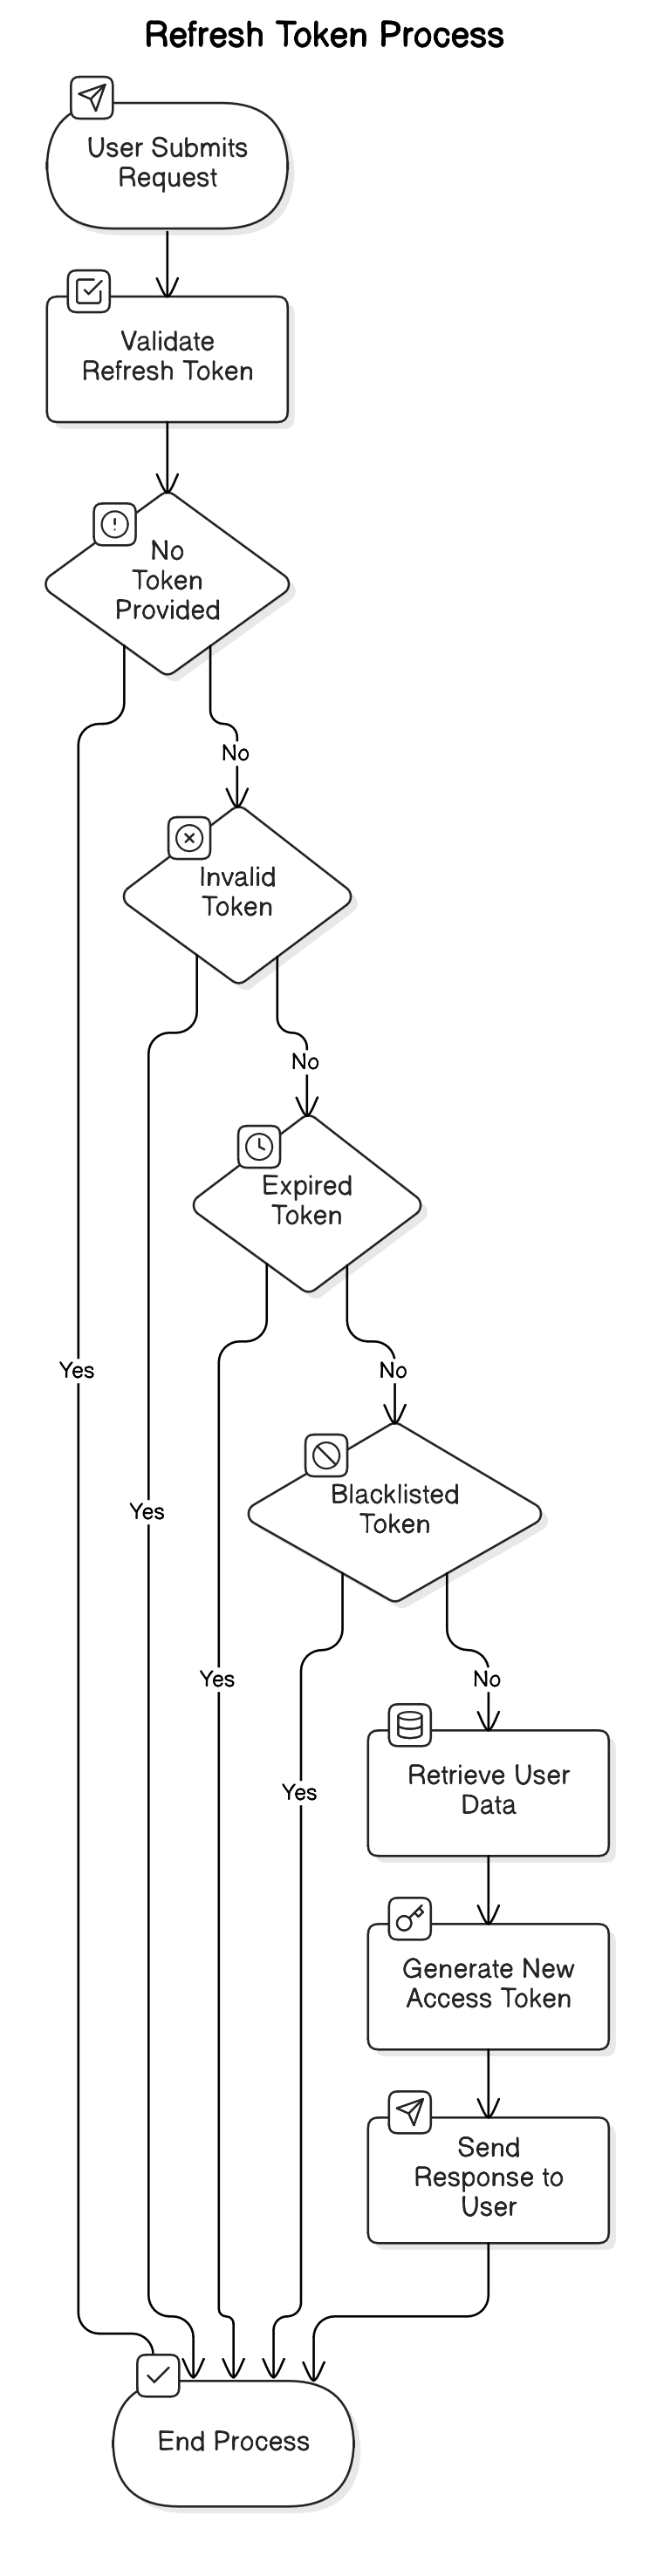 Refresh Token Process
User Submits
Request
Validate
Refresh Token
No
Token
Provided
No
Invalid
Token
No
Expired
Token
Yes
No
Blacklisted
Token
Yes
Yes
No
Retrieve User
Data
Yes
Generate New
Access Token
Send
Response to
User
End Process